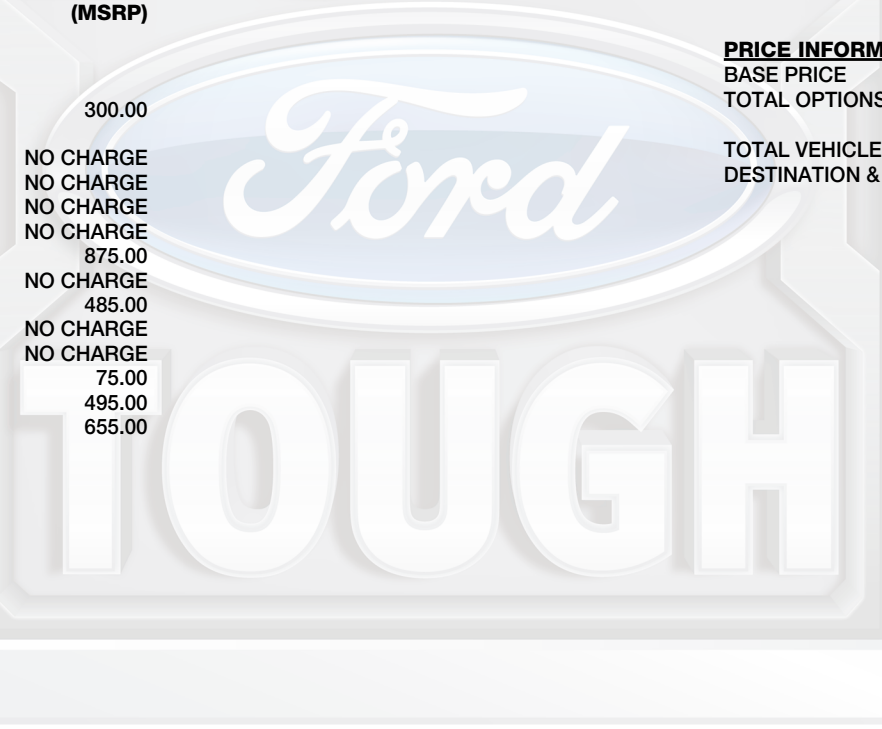 (MSRP)
300.00
NO CHARGE
NO CHARGE
NO CHARGE
NO CHARGE
875.00
NO CHARGE
485.00
NO CHARGE
NO CHARGE
75.00
495.00
655.00
PRICE INFORM
BASE PRICE
TOTAL OPTIONS
TOTAL VEHICLE
DESTINATION &
Ford
TOUGH